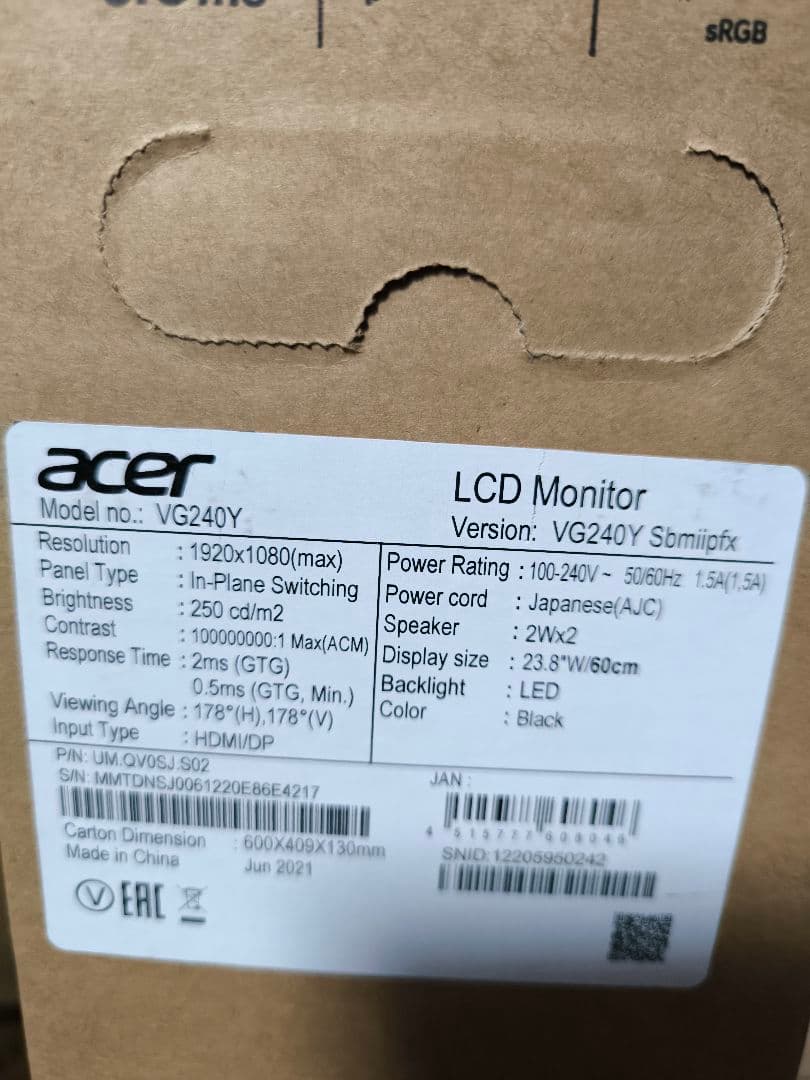 sRGB
acer
Model no.: VG240Y
LCD Monitor
Version: VG240Y Sbmiipfx
Resolution : 1920x1080(max)
Panel Type : In-Plane Switching
Brightness : 250 cd/m2
Contrast : 100000000:1 Max(ACM)
Response Time : 2ms (GTG)
0.5ms (GTG, Min.)
Viewing Angle : 178°(H),178°(V)
Input Type : HDMI/DP
Power Rating : 100-240V~ 50/60Hz 1.5A(1.5A)
Power cord : Japanese(AJC)
Speaker : 2Wx2
Display size : 23.8"W/60cm
Backlight : LED
Color : Black
P/N: UM.QV0SJ.S02
S/N: MMTDNSJ0061220E86E4217
Carton Dimension : 600X409X130mm
Made in China Jun 2021
V EAC
JAN :
SNID:12205950242